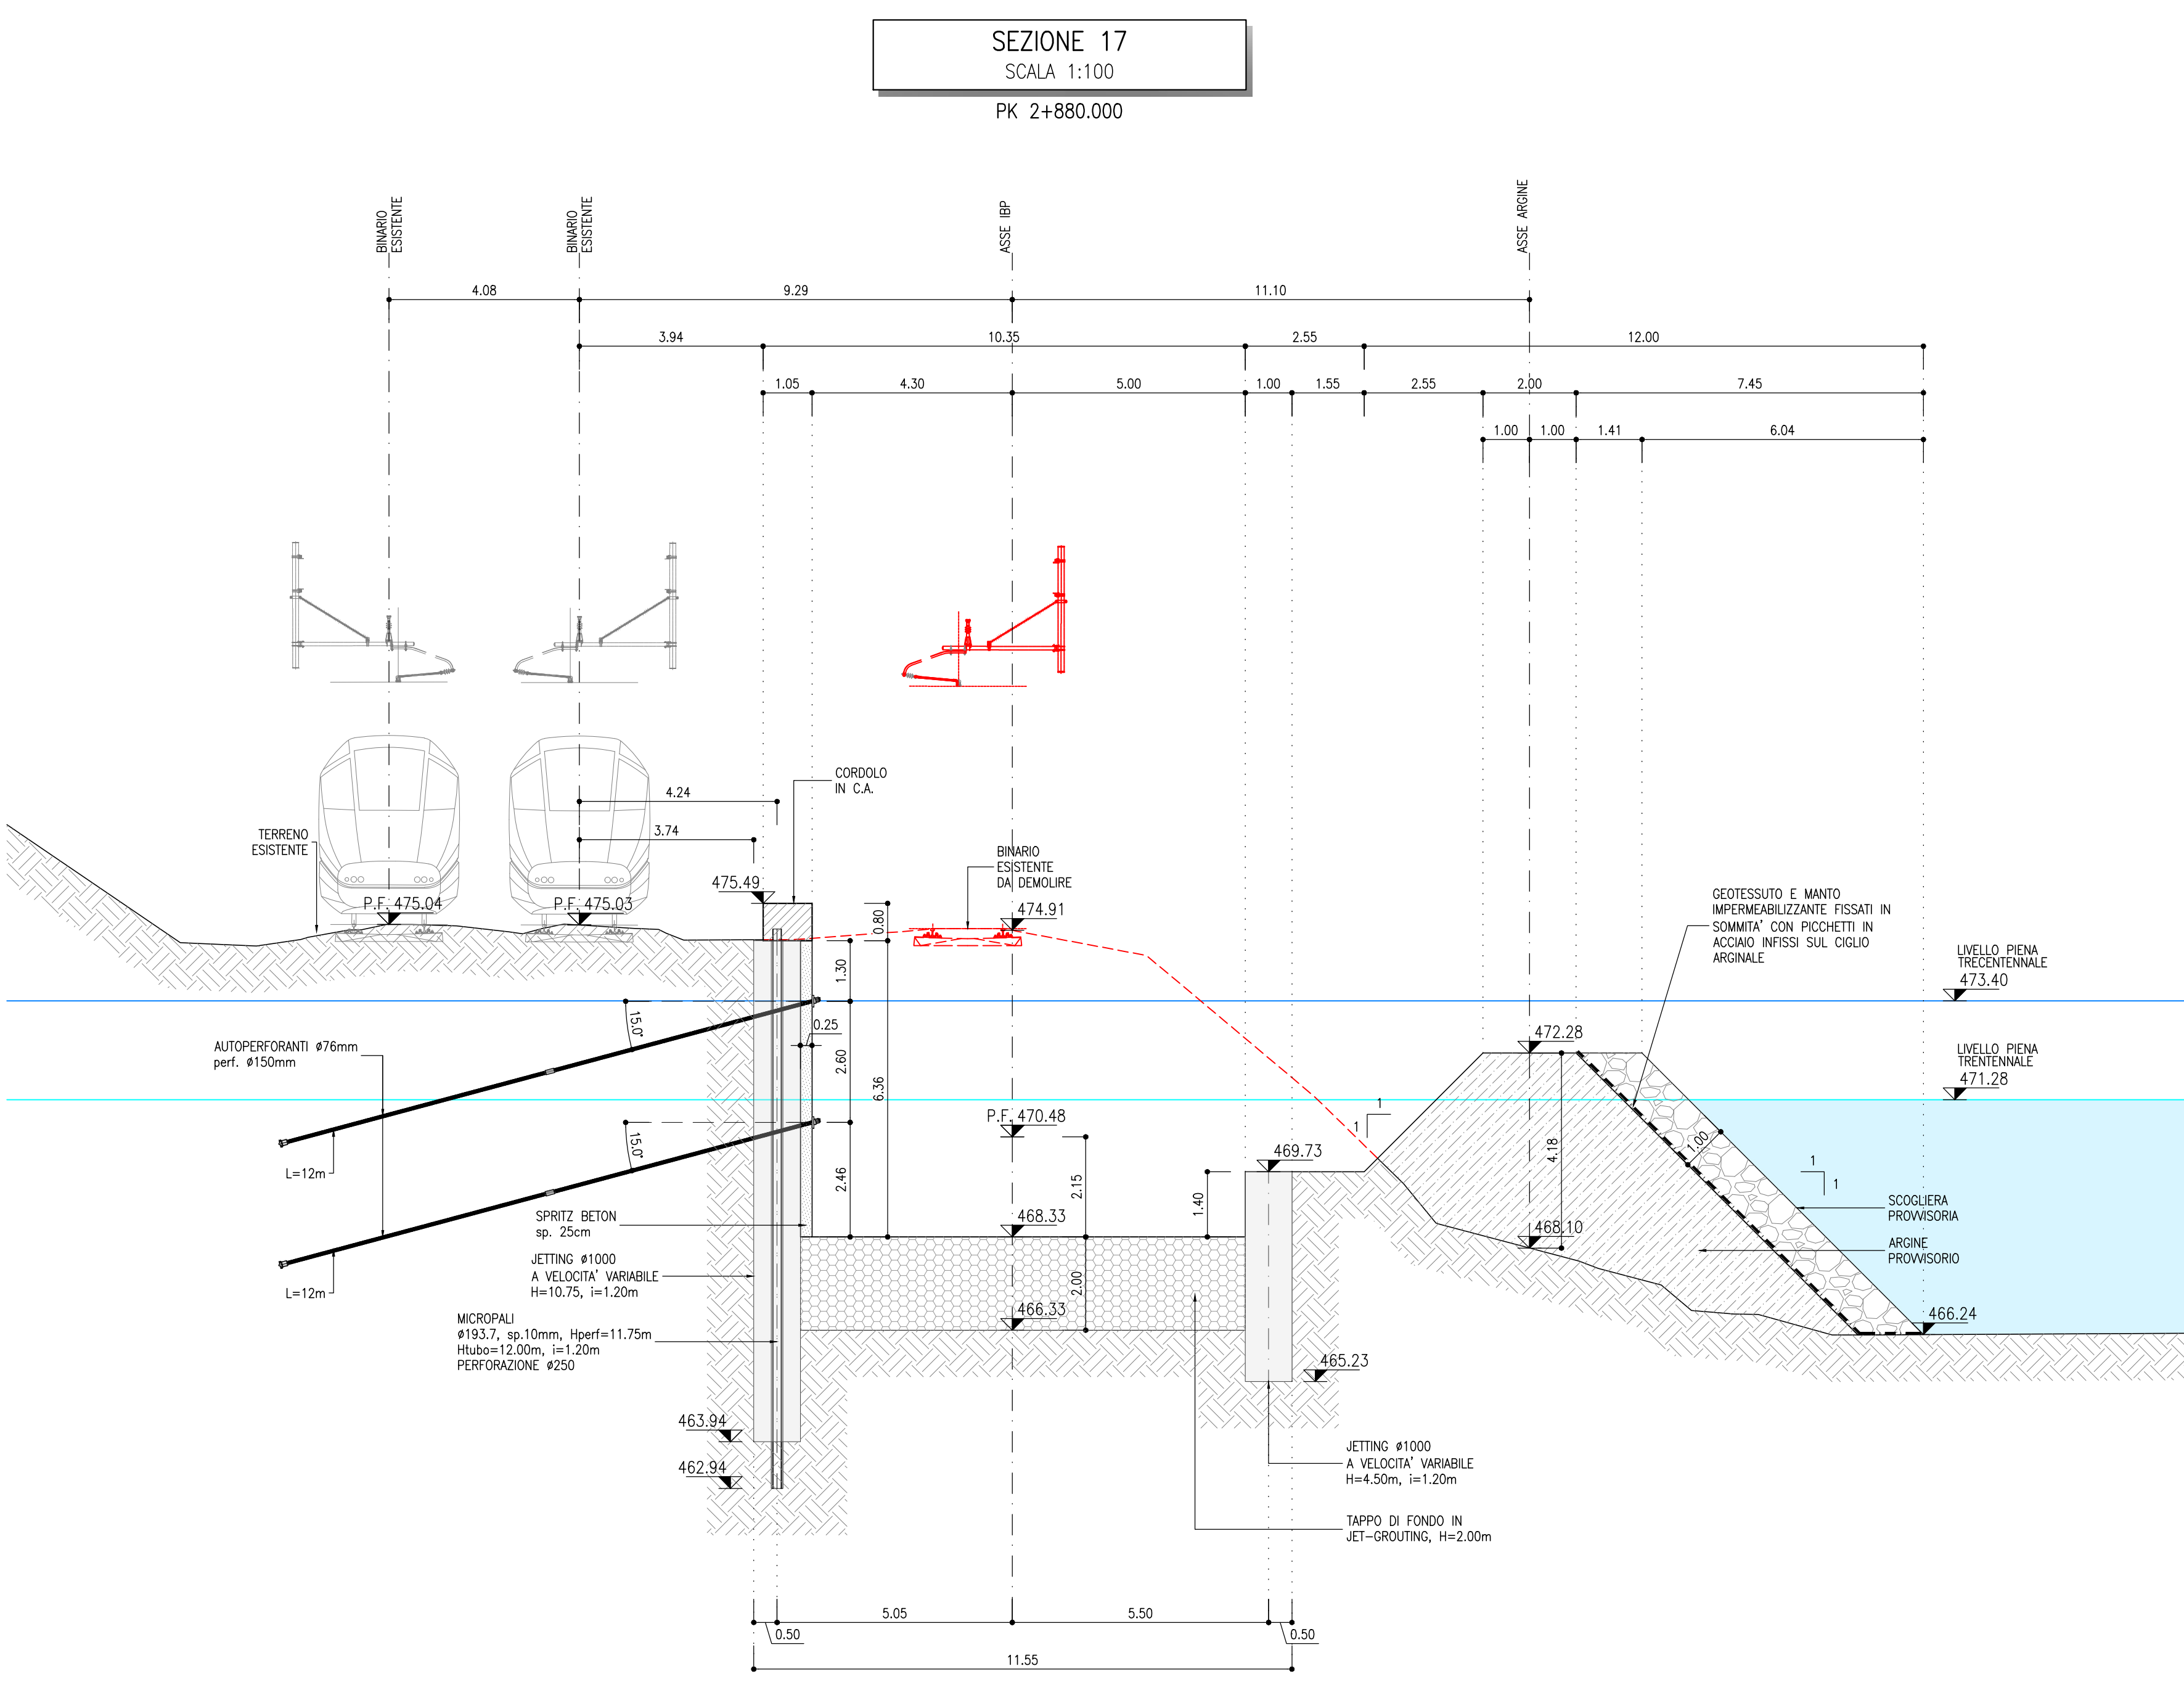 SEZIONE 17
SCALA 1:100
PK 2+880.000
BINARIO
ESISTENTE
BINARIO
ESISTENTE
ASSE IBP
ASSE ARGINE
4.08
9.29
11.10
3.94
10.35
2.55
12.00
1.05
4.30
5.00
1.00
1.55
2.55
2.00
7.45
1.00
1.00
1.41
6.04
CORDOLO
IN C.A.
4.24
3.74
TERRENO
ESISTENTE
BINARIO
ESISTENTE
DA DEMOLIRE
475.49
P.F. 475.04
P.F. 475.03
0.80
474.91
GEOTESSUTO E MANTO
IMPERMEABILIZZANTE FISSATI IN
SOMMITA' CON PICCHETTI IN
ACCIAIO INFISSI SUL CIGLIO
ARGINALE
LIVELLO PIENA
TRECENTENNALE
473.40
1.30
15.0°
0.25
472.28
AUTOPERFORANTI ø76mm
perf. ø150mm
2.60
6.36
LIVELLO PIENA
TRENTENNALE
471.28
P.F. 470.48
1
1
15.0°
4.18
1.00
469.73
L=12m
2.46
2.15
1.40
1
1
SCOGLIERA
PROVVISORIA
SPRITZ BETON
sp. 25cm
468.33
468.10
ARGINE
PROVVISORIO
JETTING ø1000
A VELOCITA' VARIABILE
H=10.75, i=1.20m
L=12m
2.00
466.33
466.24
MICROPALI
ø193.7, sp.10mm, Hperf=11.75m
Htubo=12.00m, i=1.20m
PERFORAZIONE ø250
465.23
463.94
462.94
JETTING ø1000
A VELOCITA' VARIABILE
H=4.50m, i=1.20m
TAPPO DI FONDO IN
JET-GROUTING, H=2.00m
5.05
5.50
0.50
0.50
11.55